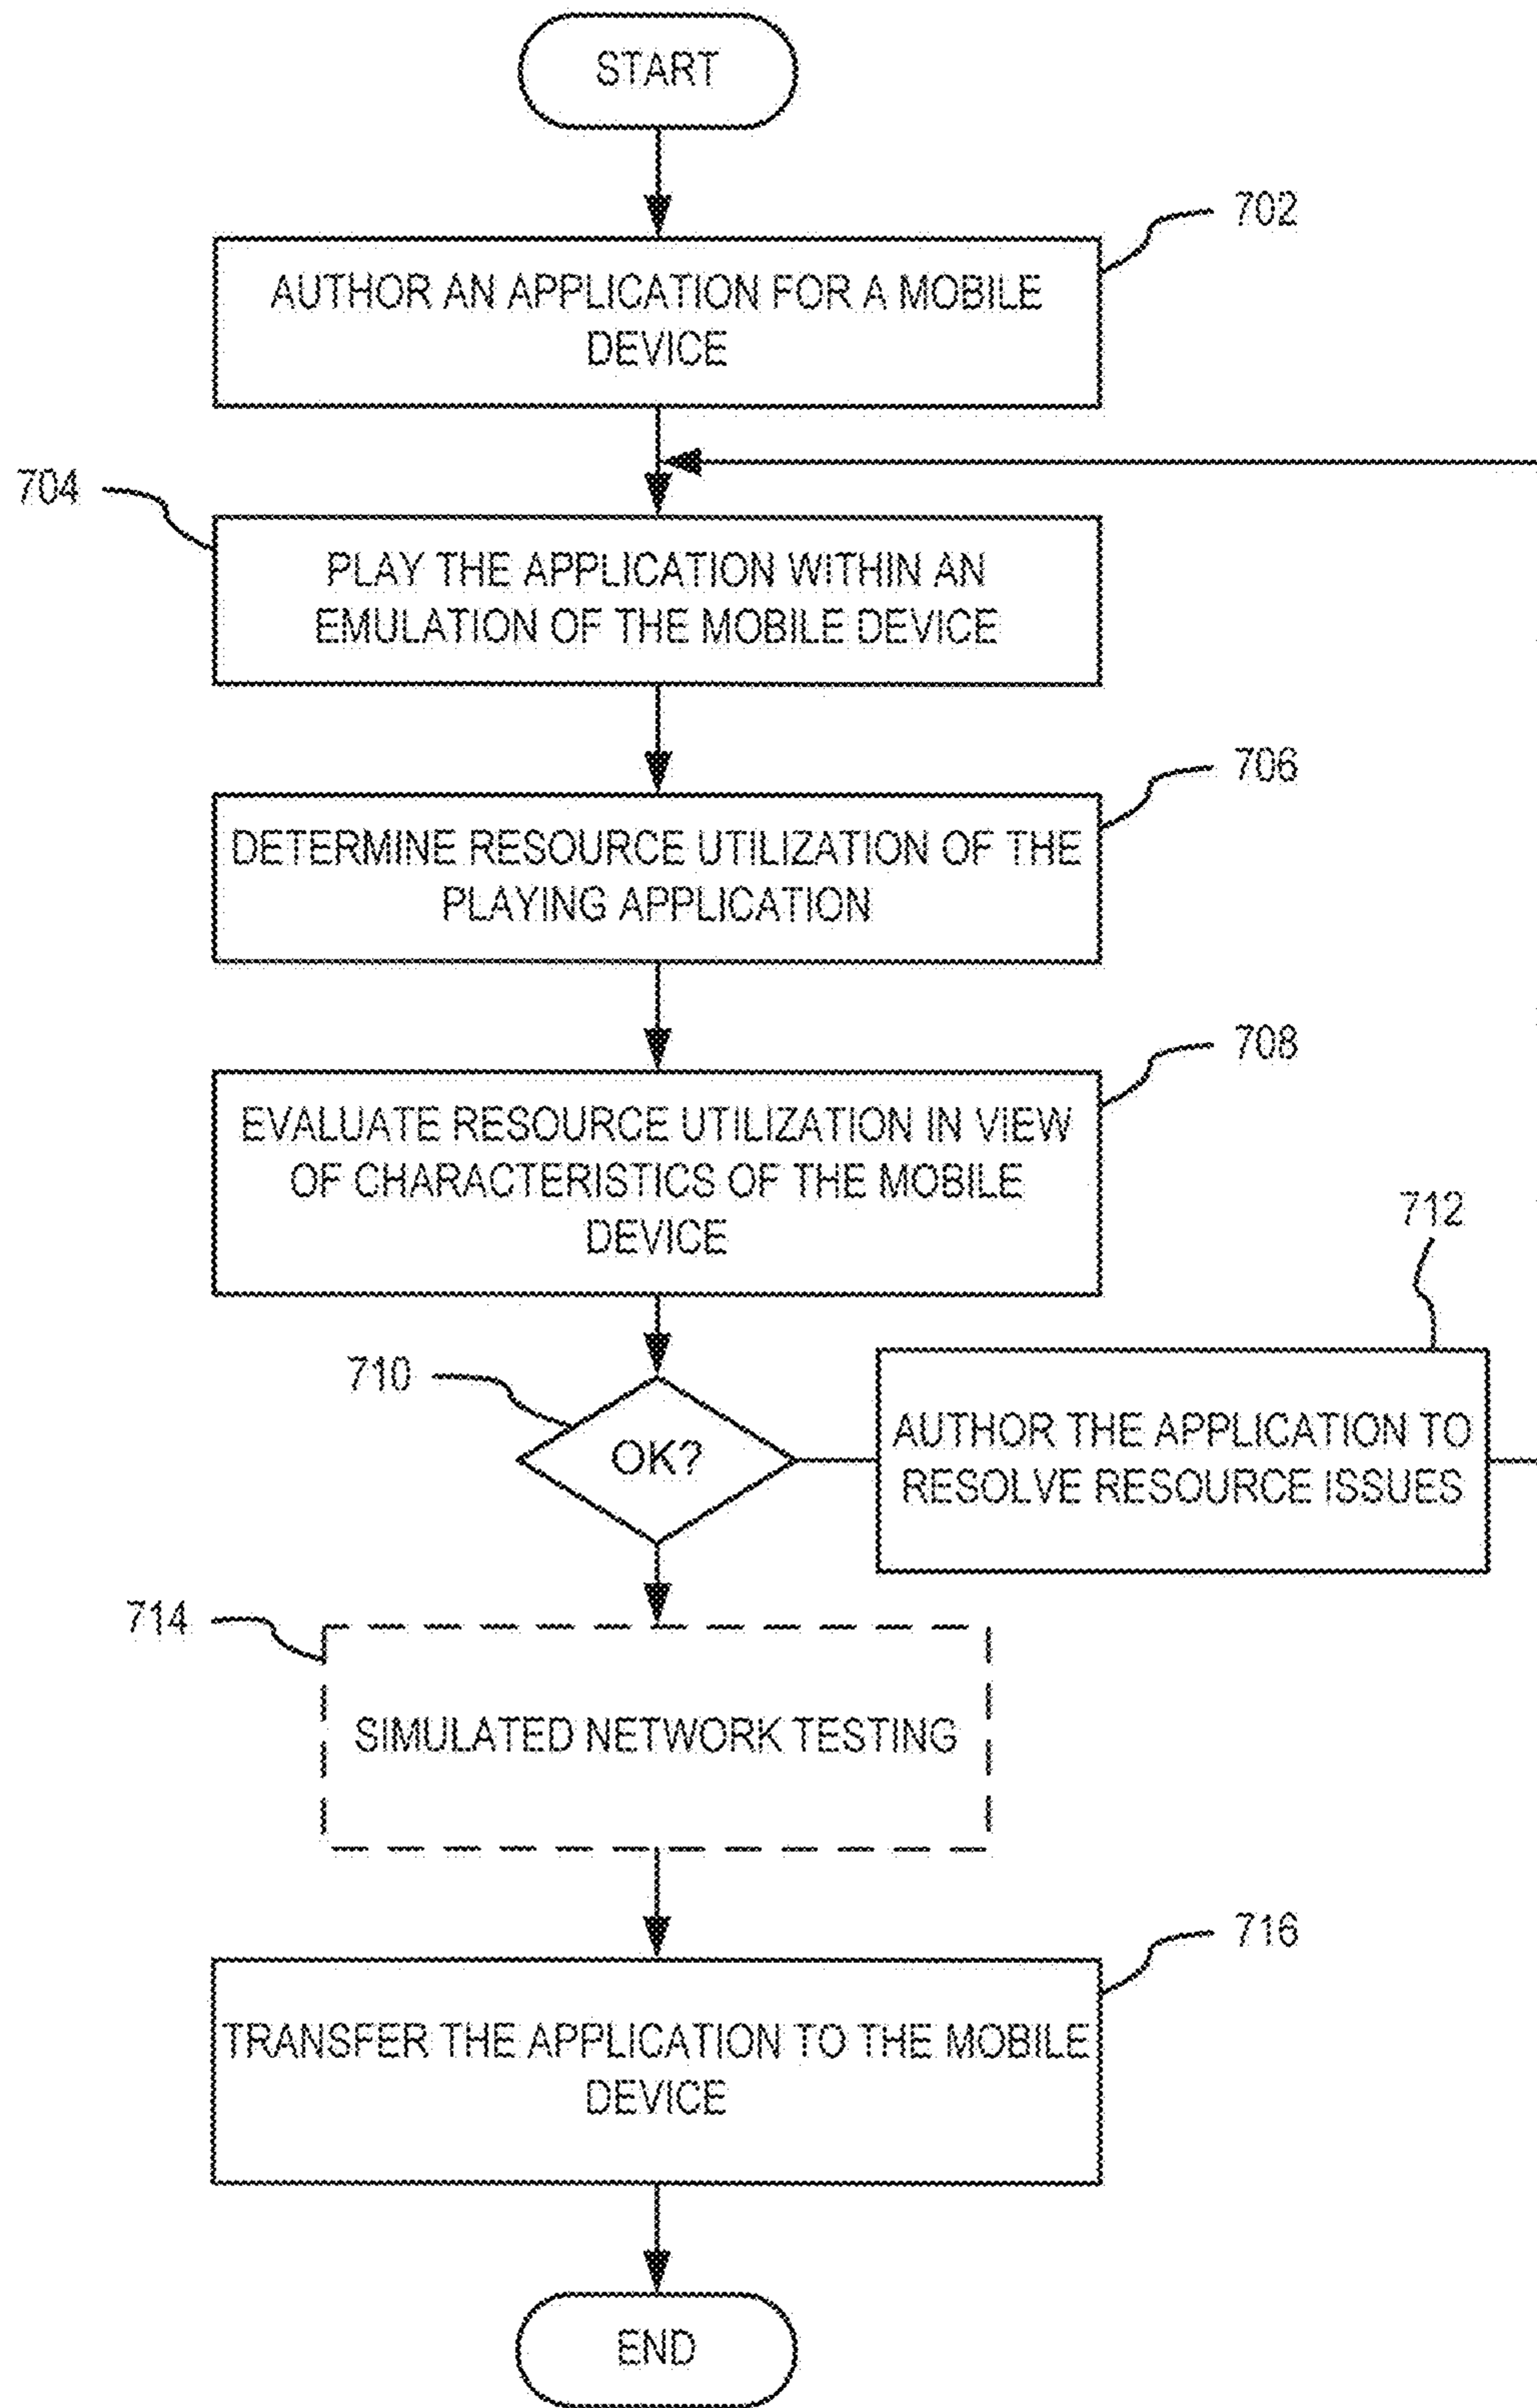 START
702
AUTHOR AN APPLICATION FOR A MOBILE
DEVICE
704
PLAY THE APPLICATION WITHIN AN
EMULATION OF THE MOBILE DEVICE
706
DETERMINE RESOURCE UTILIZATION OF THE
PLAYING APPLICATION
708
EVALUATE RESOURCE UTILIZATION IN VIEW
OF CHARACTERISTICS OF THE MOBILE
DEVICE
710
OK?
712
AUTHOR THE APPLICATION TO
RESOLVE RESOURCE ISSUES
714
SIMULATED NETWORK TESTING
716
TRANSFER THE APPLICATION TO THE MOBILE
DEVICE
END